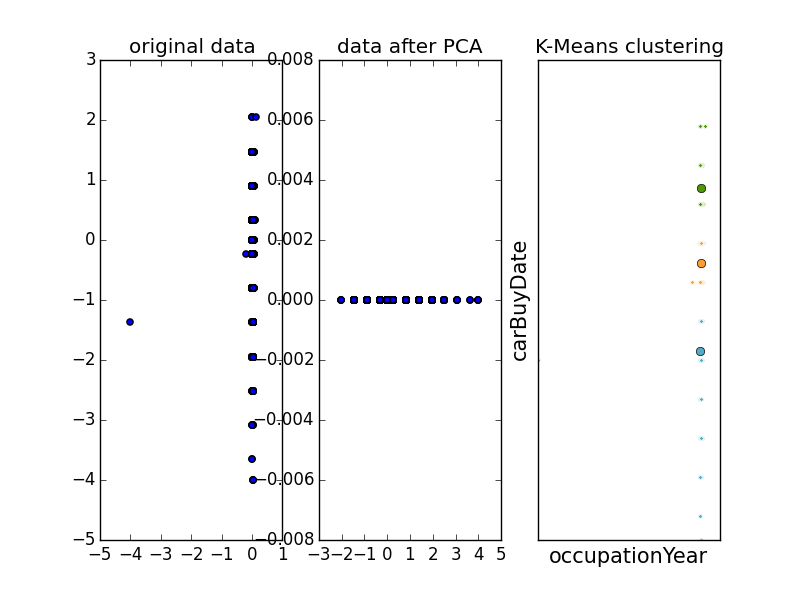 original data
data after PCA
K-Means clustering
3
2
1
0
−1
−2
−3
−4
−5
−5 −4 −3 −2 −1 0 1
0.008
0.006
0.004
0.002
0.000
−0.002
−0.004
−0.006
−0.008
−3 −2 −1 0 1 2 3 4 5
carBuyDate
occupationYear